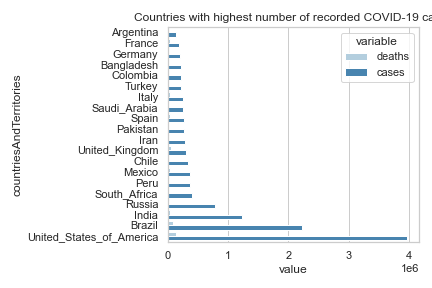 Countries with highest number of recorded COVID-19 ca
countriesAndTerritories
Argentina
France
Germany
Bangladesh
Colombia
Turkey
Italy
Saudi_Arabia
Spain
Pakistan
Iran
United_Kingdom
Chile
Mexico
Peru
South_Africa
Russia
India
Brazil
United_States_of_America
variable
deaths
cases
0 1 2 3 4
1e6
value